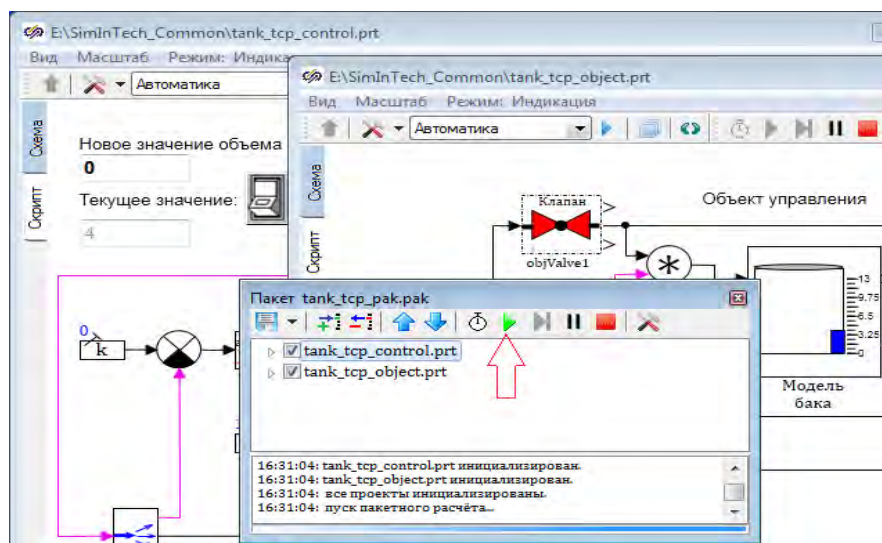 E:\SimInTech_Common\tank_tcp_control.prt
Вид Масштаб Режим: Индика
Автоматика
Схема
Скрипт
Новое значение объема
0
Текущее значение:
4
0
k
E:\SimInTech_Common\tank_tcp_object.prt
Вид Масштаб Режим: Индикация
Автоматика
Схема
Скрипт
Клапан
objValve1
Объект управления
*
13
9.75
6.5
3.25
0
Модель
бака
Пакет tank_tcp_pak.pak
tank_tcp_control.prt
tank_tcp_object.prt
16:31:04: tank_tcp_control.prt инициализирован.
16:31:04: tank_tcp_object.prt инициализирован.
16:31:04: все проекты инициализированы.
16:31:04: пуск пакетного расчёта...